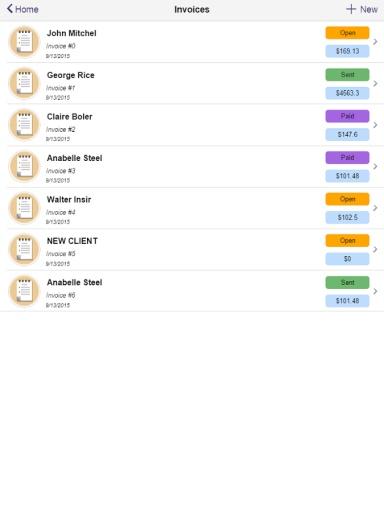 Home
Invoices
New
John Mitchel
Open
Invoice #0
$169.13
9/13/2015
George Rice
Sent
Invoice #1
$4563.3
9/13/2015
Claire Boler
Paid
Invoice #2
$147.6
9/13/2015
Anabelle Steel
Paid
Invoice #3
$101.48
9/13/2015
Walter Insir
Open
Invoice #4
$102.5
9/13/2015
NEW CLIENT
Open
Invoice #5
$0
9/13/2015
Anabelle Steel
Sent
Invoice #6
$101.48
9/13/2015